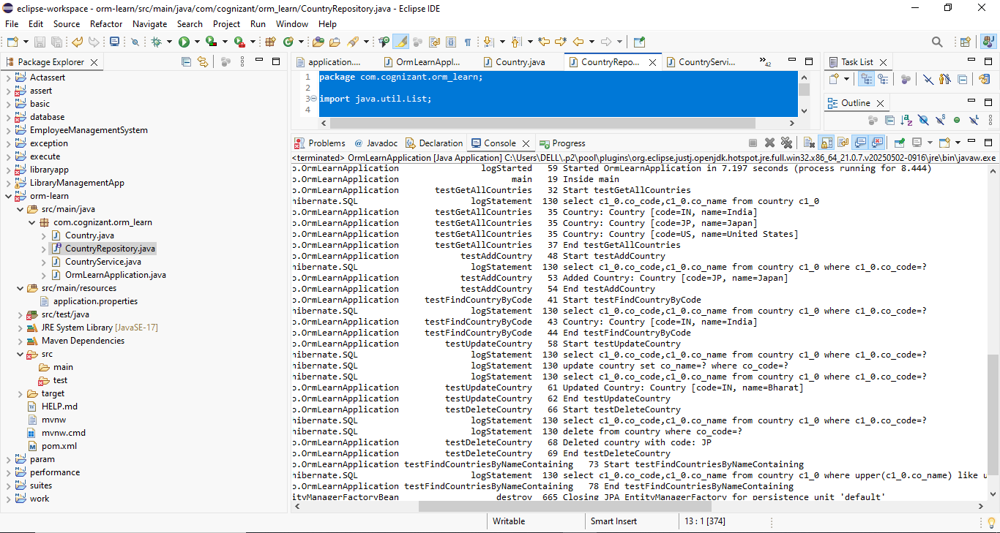 eclipse-workspace - orm-learn/src/main/java/com/cognizant/orm_learn/CountryRepository.java - Eclipse IDE
File Edit Source Refactor Navigate Search Project Run Window Help
Package Explorer
Actassert
assert
basic
database
EmployeeManagementSystem
exception
execute
libraryapp
LibraryManagementApp
orm-learn
src/main/java
com.cognizant.orm_learn
Country.java
CountryRepository.java
CountryService.java
OrmLearnApplication.java
src/main/resources
application.properties
src/test/java
JRE System Library [JavaSE-17]
Maven Dependencies
src
main
test
target
HELP.md
mvnw
mvnw.cmd
pom.xml
param
performance
suites
work
application.... OrmLearnAppl... Country.java CountryRepo... CountryServi... 42
1 package com.cognizant.orm_learn;
2
3 import java.util.List;
4
Task List
Outline
Problems @ Javadoc Declaration Console Progress
<terminated> OrmLearnApplication [Java Application] C:\Users\DELL\.p2\pool\plugins\org.eclipse.justj.openjdk.hotspot.jre.full.win32.x86_64_21.0.7.v20250502-0916\jre\bin\javaw.exe
o.OrmLearnApplication logStarted 59 Started OrmLearnApplication in 7.197 seconds (process running for 8.444)
o.OrmLearnApplication main 19 Inside main
o.OrmLearnApplication testGetAllCountries 32 Start testGetAllCountries
hibernate.SQL logStatement 130 select c1_0.co_code,c1_0.co_name from country c1_0
o.OrmLearnApplication testGetAllCountries 35 Country: Country [code=IN, name=India]
o.OrmLearnApplication testGetAllCountries 35 Country: Country [code=JP, name=Japan]
o.OrmLearnApplication testGetAllCountries 35 Country: Country [code=US, name=United States]
o.OrmLearnApplication testGetAllCountries 37 End testGetAllCountries
o.OrmLearnApplication testAddCountry 48 Start testAddCountry
hibernate.SQL logStatement 130 select c1_0.co_code,c1_0.co_name from country c1_0 where c1_0.co_code=?
o.OrmLearnApplication testAddCountry 53 Added Country: Country [code=JP, name=Japan]
o.OrmLearnApplication testAddCountry 54 End testAddCountry
o.OrmLearnApplication testFindCountryByCode 41 Start testFindCountryByCode
hibernate.SQL logStatement 130 select c1_0.co_code,c1_0.co_name from country c1_0 where c1_0.co_code=?
o.OrmLearnApplication testFindCountryByCode 43 Country: Country [code=IN, name=India]
o.OrmLearnApplication testFindCountryByCode 44 End testFindCountryByCode
o.OrmLearnApplication testUpdateCountry 58 Start testUpdateCountry
hibernate.SQL logStatement 130 select c1_0.co_code,c1_0.co_name from country c1_0 where c1_0.co_code=?
hibernate.SQL logStatement 130 update country set co_name=? where co_code=?
hibernate.SQL logStatement 130 select c1_0.co_code,c1_0.co_name from country c1_0 where c1_0.co_code=?
o.OrmLearnApplication testUpdateCountry 61 Updated Country: Country [code=IN, name=Bharat]
o.OrmLearnApplication testUpdateCountry 62 End testUpdateCountry
o.OrmLearnApplication testDeleteCountry 66 Start testDeleteCountry
hibernate.SQL logStatement 130 select c1_0.co_code,c1_0.co_name from country c1_0 where c1_0.co_code=?
hibernate.SQL logStatement 130 delete from country where co_code=?
o.OrmLearnApplication testDeleteCountry 68 Deleted country with code: JP
o.OrmLearnApplication testDeleteCountry 69 End testDeleteCountry
o.OrmLearnApplication testFindCountriesByNameContaining 73 Start testFindCountriesByNameContaining
hibernate.SQL logStatement 130 select c1_0.co_code,c1_0.co_name from country c1_0 where upper(c1_0.co_name) like u
o.OrmLearnApplication testFindCountriesByNameContaining 78 End testFindCountriesByNameContaining
ityManagerFactoryBean destroy 665 Closing JPA EntityManagerFactory for persistence unit 'default'
Writable Smart Insert 13 : 1 [374]